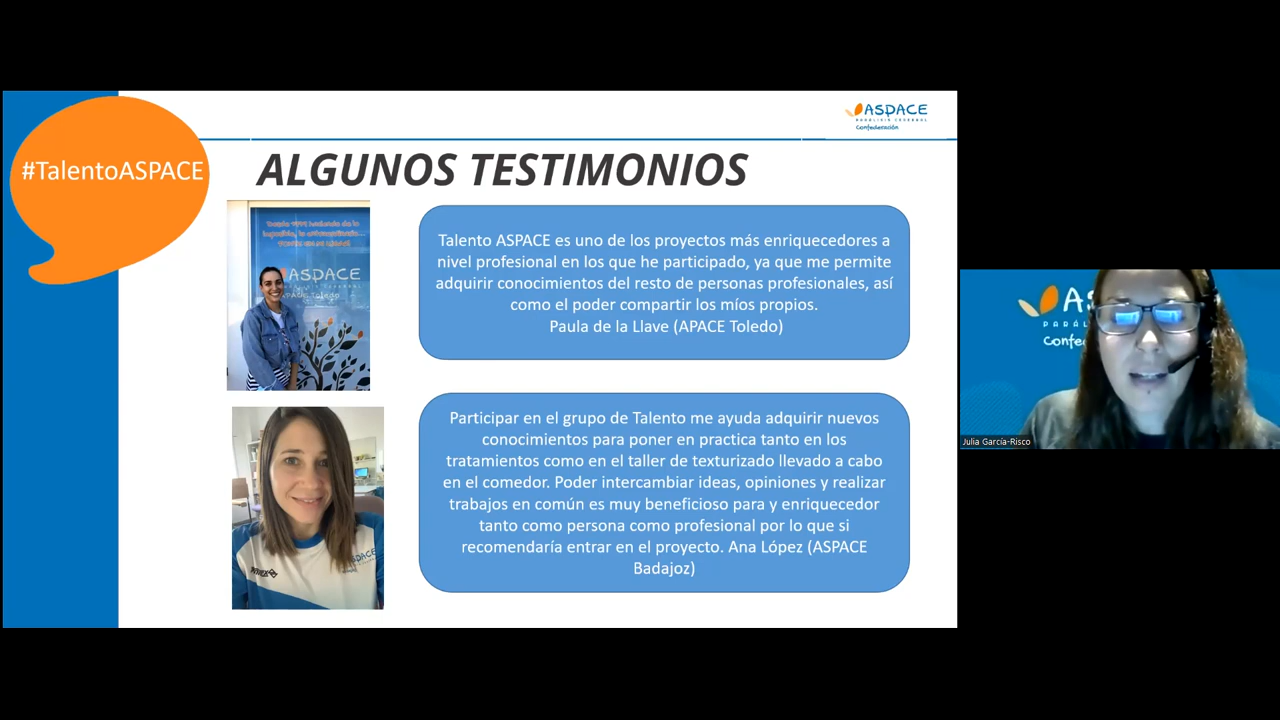 ASPACE
PARÁLISIS CEREBRAL
Confederación
#TalentoASPACE
ALGUNOS TESTIMONIOS
ASPACE
Talento ASPACE es uno de los proyectos más enriquecedores a
nivel profesional en los que he participado, ya que me permite
adquirir conocimientos del resto de personas profesionales, así
como el poder compartir los míos propios.
Paula de la Llave (APACE Toledo)
Participar en el grupo de Talento me ayuda adquirir nuevos
conocimientos para poner en practica tanto en los
tratamientos como en el taller de texturizado llevado a cabo
en el comedor. Poder intercambiar ideas, opiniones y realizar
trabajos en común es muy beneficioso para y enriquecedor
tanto como persona como profesional por lo que si
recomendaría entrar en el proyecto. Ana López (ASPACE
Badajoz)
ASPACE
Julia García-Risco